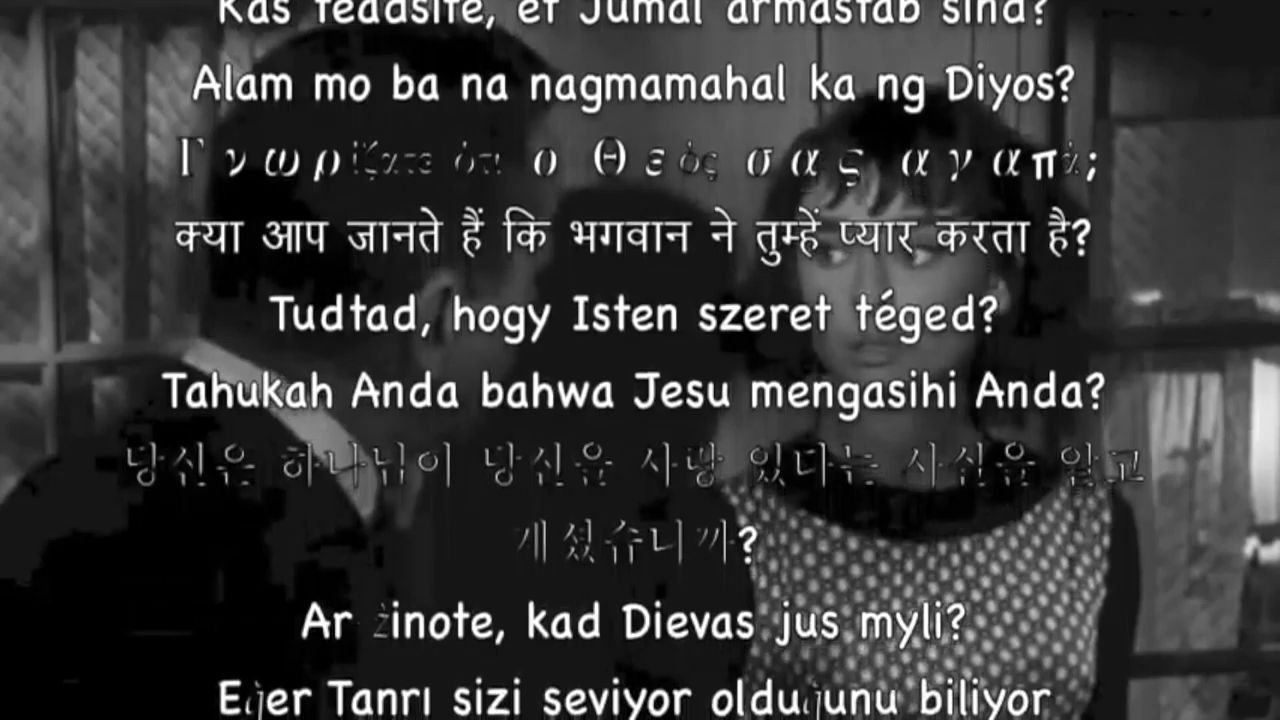 Kas teadsite, et Jumal armastab sind?
Alam mo ba na nagmamahal ka ng Diyos?
Γνωρίζετε ότι ο Θεός σας αγαπά;
क्या आप जानते हैं कि भगवान ने तुम्हें प्यार करता है?
Tudtad, hogy Isten szeret téged?
Tahukah Anda bahwa Jesu mengasihi Anda?
당신은 하나님이 당신을 사랑 있다는 사실을 알고
계셨습니까?
Ar žinote, kad Dievas jus myli?
Eğer Tanrı sizi seviyor olduğunu biliyor